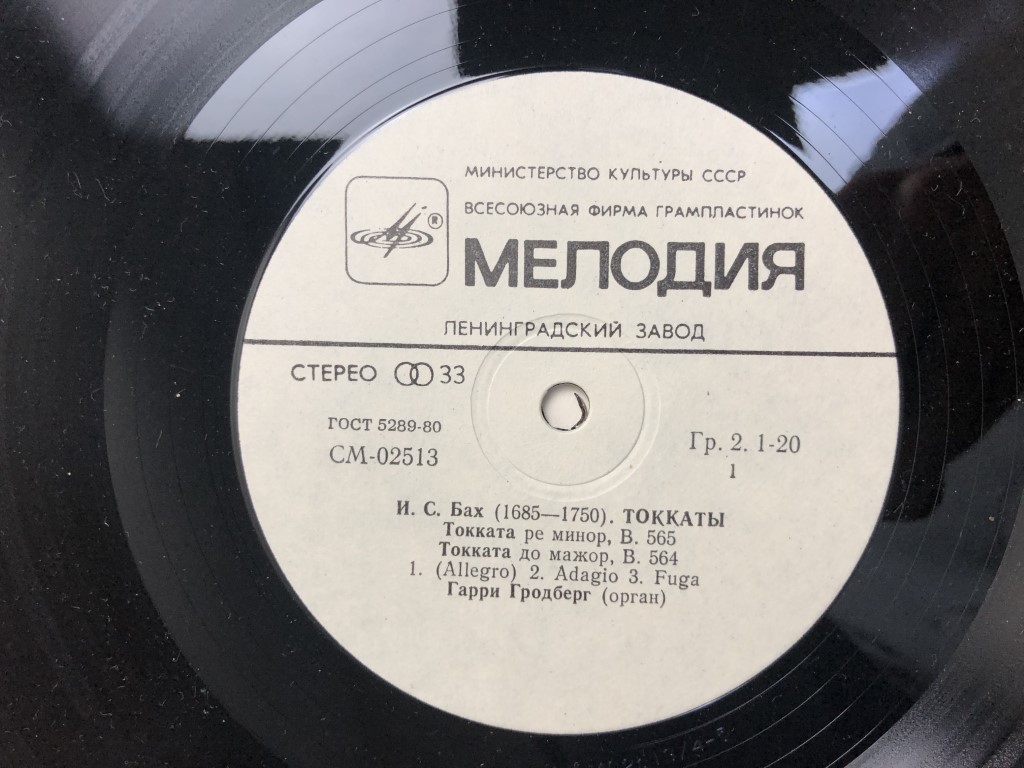 МИНИСТЕРСТВО КУЛЬТУРЫ СССР
ВСЕСОЮЗНАЯ ФИРМА ГРАМПЛАСТИНОК
®
МЕЛОДИЯ
ЛЕНИНГРАДСКИЙ ЗАВОД
СТЕРЕО 33
ГОСТ 5289-80
СМ-02513
Гр. 2. 1-20
1
И. С. Бах (1685—1750). ТОККАТЫ
Токката ре минор, В. 565
Токката до мажор, В. 564
1. (Allegro) 2. Adagio 3. Fuga
Гарри Гродберг (орган)